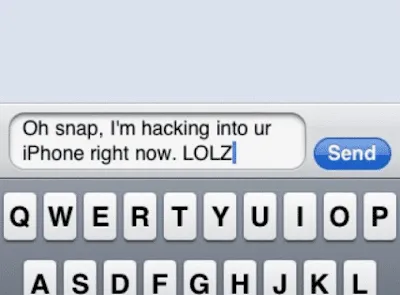 Oh snap, I'm hacking into ur
iPhone right now. LOLZ
Send
Q W E R T Y U I O P
A S D F G H J K L